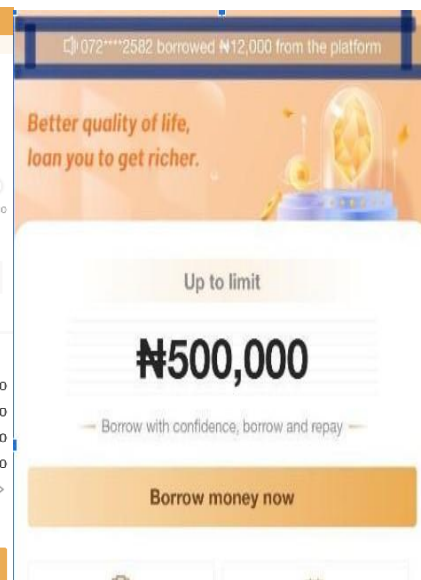 072****2582 borrowed ₦12,000 from the platform
Better quality of life,
loan you to get richer.
Up to limit
₦500,000
Borrow with confidence, borrow and repay
Borrow money now